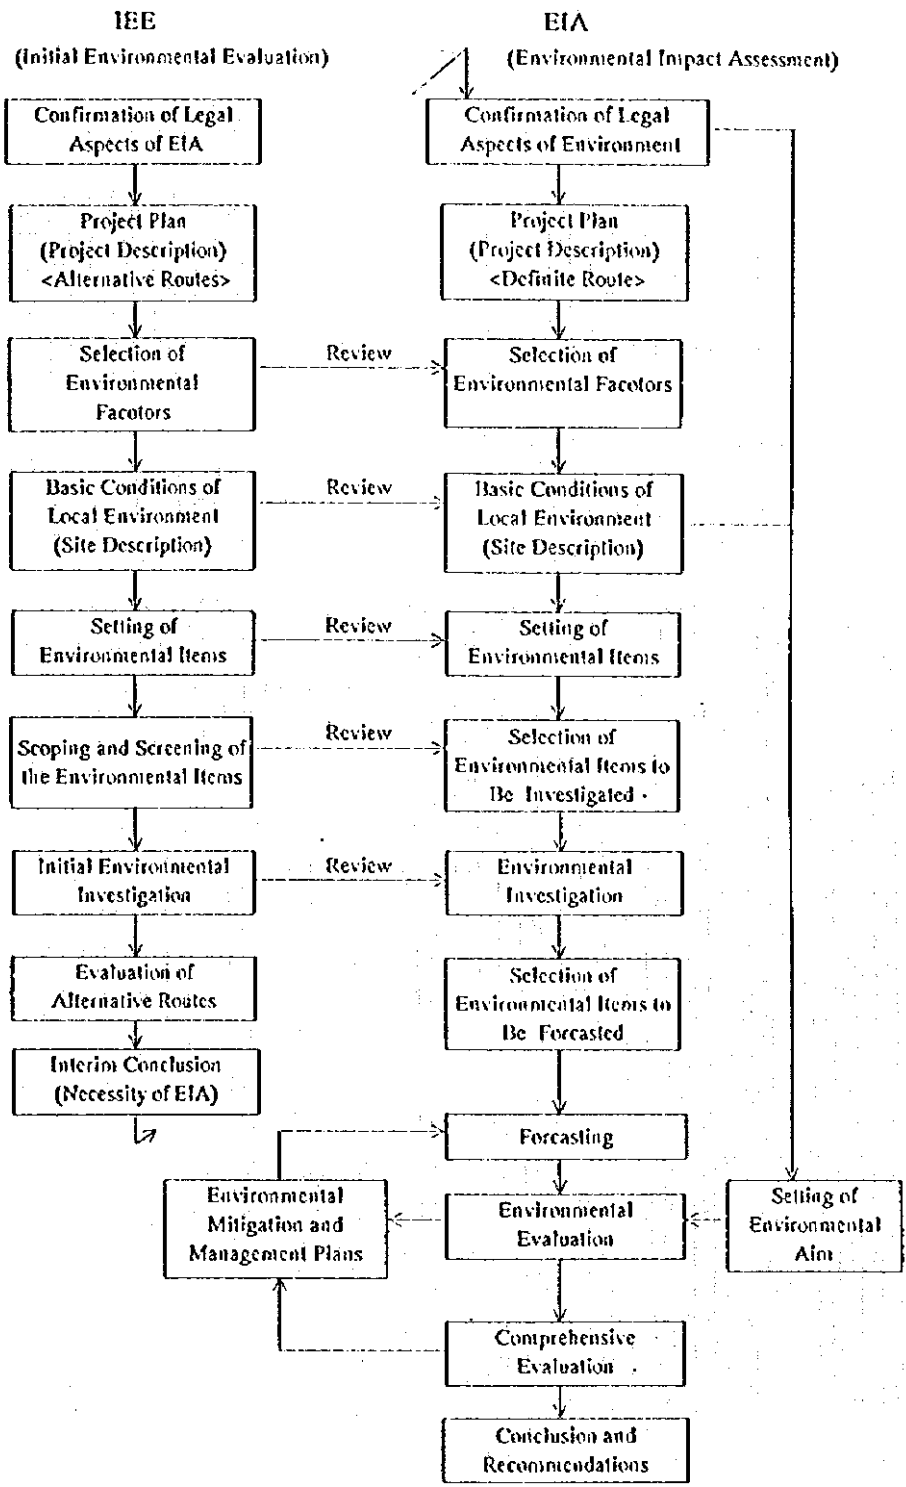 IEE
(Initial Environmental Evaluation)
Confirmation of Legal
Aspects of EIA
Project Plan
(Project Description)
<Alternative Routes>
Selection of
Environmental
Facotors
Basic Conditions of
Local Environment
(Site Description)
Setting of
Environmental Items
Scoping and Screening of
the Environmental Items
Initial Environmental
Investigation
Evaluation of
Alternative Routes
Interim Conclusion
(Necessity of EIA)
Review
Review
Review
Review
Review
EIA
(Environmental Impact Assessment)
Confirmation of Legal
Aspects of Environment
Project Plan
(Project Description)
<Definite Route>
Selection of
Environmental Facotors
Basic Conditions of
Local Environment
(Site Description)
Setting of
Environmental Items
Selection of
Environmental Items to
Be Investigated
Environmental
Investigation
Selection of
Environmental Items to
Be Forcasted
Forcasting
Environmental
Mitigation and
Management Plans
Environmental
Evaluation
Setting of
Environmental
Aim
Comprehensive
Evaluation
Conclusion and
Recommendations